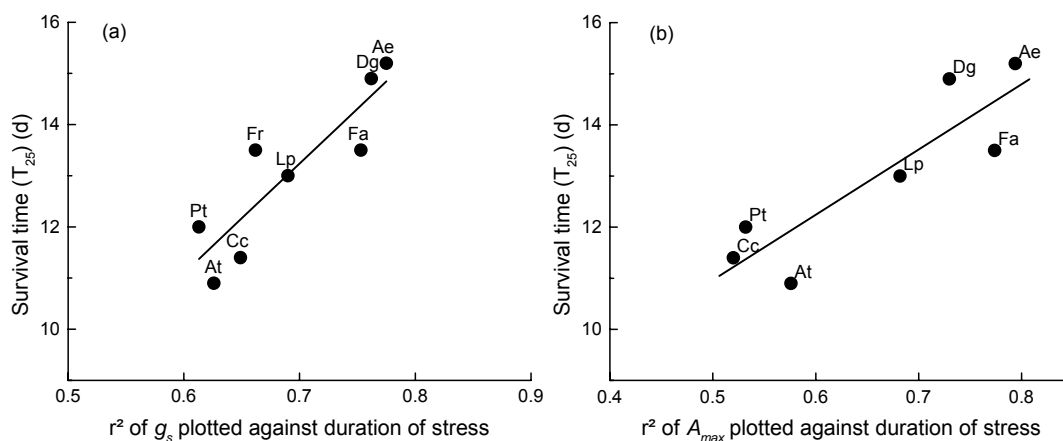 (a)
Survival time (T₂₅) (d)
16
14
12
10
Ae
Dg
Fr
Fa
Lp
Pt
Cc
At
0.5 0.6 0.7 0.8 0.9
r² of gₛ plotted against duration of stress
(b)
Survival time (T₂₅) (d)
16
14
12
10
Ae
Dg
Fa
Lp
Pt
Cc
At
0.4 0.5 0.6 0.7 0.8
r² of Amax plotted against duration of stress